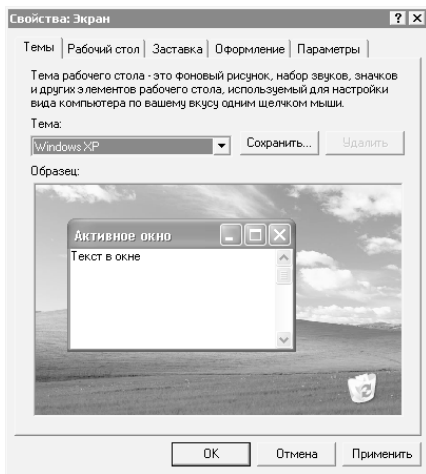 Свойства: Экран
Темы Рабочий стол Заставка Оформление Параметры
Тема рабочего стола - это фоновый рисунок, набор звуков, значков
и других элементов рабочего стола, используемый для настройки
вида компьютера по вашему вкусу одним щелчком мыши.
Тема:
Windows XP Сохранить... Удалить
Образец:
Активное окно
Текст в окне
OK Отмена Применить